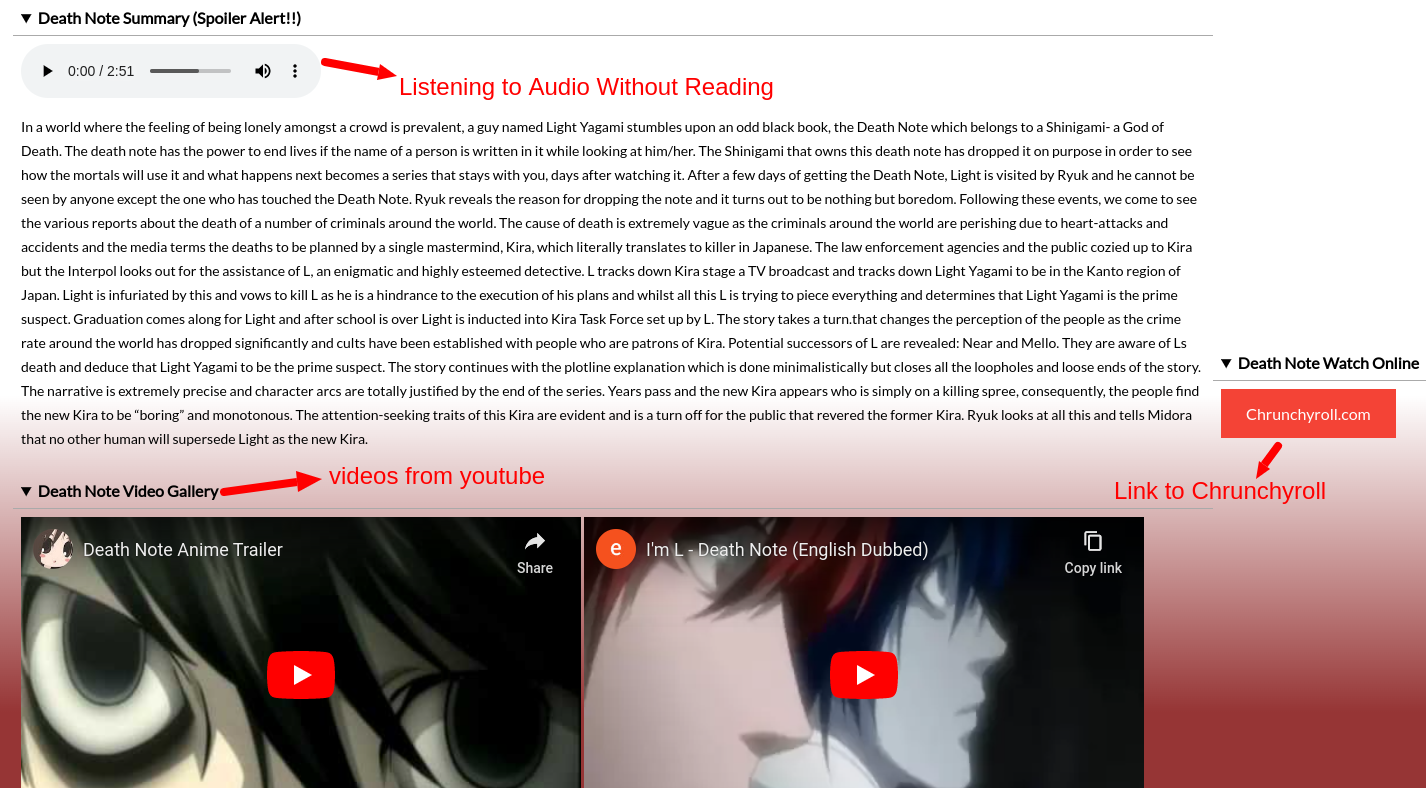 ▼ Death Note Summary (Spoiler Alert!!)
0:00 / 2:51
Listening to Audio Without Reading
In a world where the feeling of being lonely amongst a crowd is prevalent, a guy named Light Yagami stumbles upon an odd black book, the Death Note which belongs to a Shinigami- a God of
Death. The death note has the power to end lives if the name of a person is written in it while looking at him/her. The Shinigami that owns this death note has dropped it on purpose in order to see
how the mortals will use it and what happens next becomes a series that stays with you, days after watching it. After a few days of getting the Death Note, Light is visited by Ryuk and he cannot be
seen by anyone except the one who has touched the Death Note. Ryuk reveals the reason for dropping the note and it turns out to be nothing but boredom. Following these events, we come to see
the various reports about the death of a number of criminals around the world. The cause of death is extremely vague as the criminals around the world are perishing due to heart-attacks and
accidents and the media terms the deaths to be planned by a single mastermind, Kira, which literally translates to killer in Japanese. The law enforcement agencies and the public cozied up to Kira
but the Interpol looks out for the assistance of L, an enigmatic and highly esteemed detective. L tracks down Kira stage a TV broadcast and tracks down Light Yagami to be in the Kanto region of
Japan. Light is infuriated by this and vows to kill L as he is a hindrance to the execution of his plans and whilst all this L is trying to piece everything and determines that Light Yagami is the prime
suspect. Graduation comes along for Light and after school is over Light is inducted into Kira Task Force set up by L. The story takes a turn.that changes the perception of the people as the crime
rate around the world has dropped significantly and cults have been established with people who are patrons of Kira. Potential successors of L are revealed: Near and Mello. They are aware of Ls
death and deduce that Light Yagami to be the prime suspect. The story continues with the plotline explanation which is done minimalistically but closes all the loopholes and loose ends of the story.
The narrative is extremely precise and character arcs are totally justified by the end of the series. Years pass and the new Kira appears who is simply on a killing spree, consequently, the people find
the new Kira to be “boring” and monotonous. The attention-seeking traits of this Kira are evident and is a turn off for the public that revered the former Kira. Ryuk looks at all this and tells Midora
that no other human will supersede Light as the new Kira.
▼ Death Note Watch Online
Chrunchyroll.com
Link to Chrunchyroll
▼ Death Note Video Gallery
videos from youtube
Death Note Anime Trailer
Share
e
I'm L - Death Note (English Dubbed)
Copy link